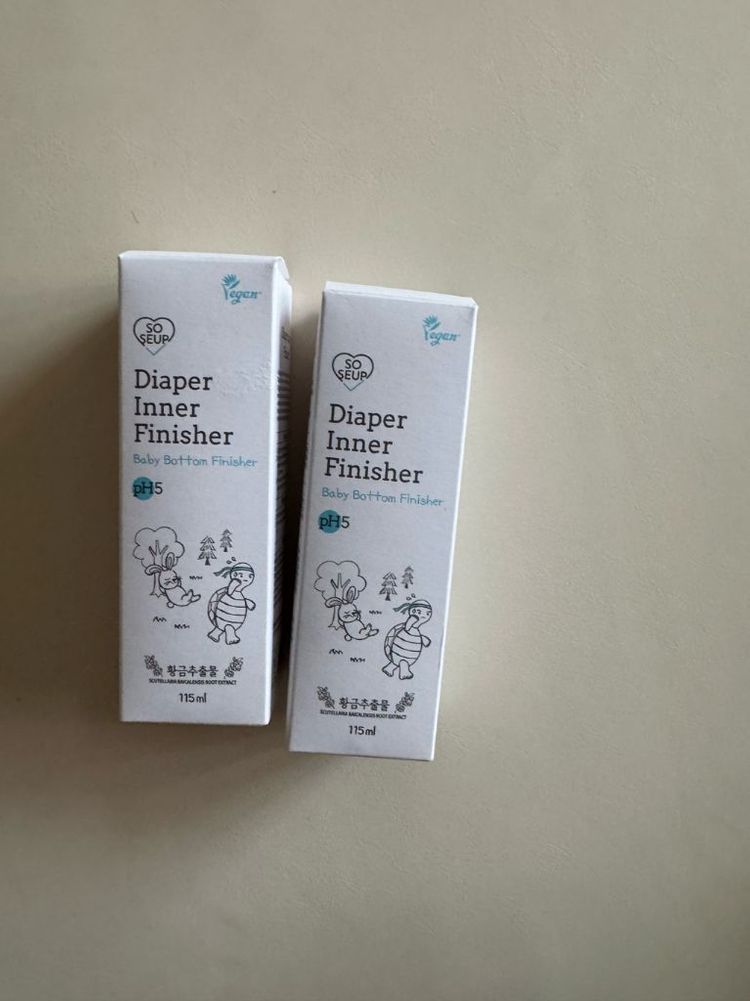 Vegan
SO
SEUP
Diaper
Inner
Finisher
Baby Bottom Finisher
pH5
황금추출물
SCUTELLARIA BAICALENSIS ROOT EXTRACT
115ml
Vegan
SO
SEUP
Diaper
Inner
Finisher
Baby Bottom Finisher
pH5
황금추출물
SCUTELLARIA BAICALENSIS ROOT EXTRACT
115ml